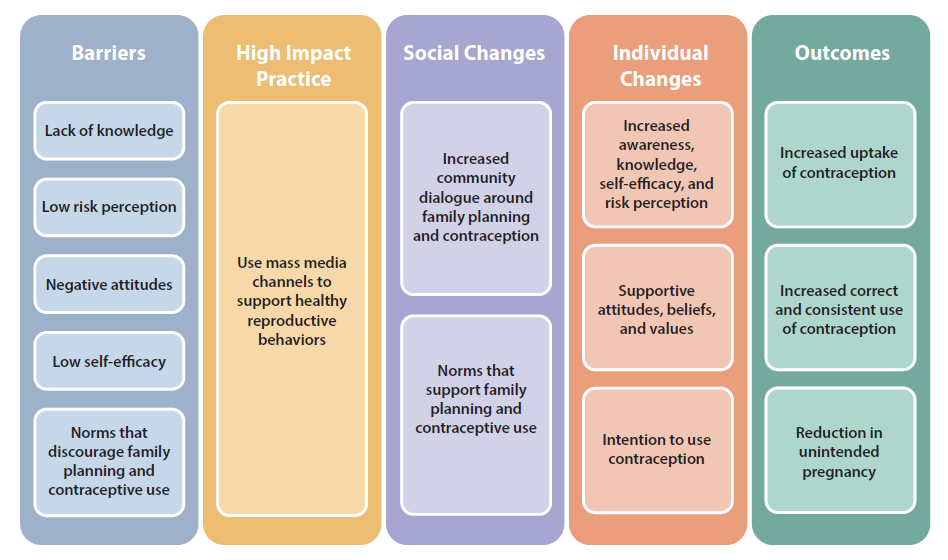 Barriers
Lack of knowledge
Low risk perception
Negative attitudes
Low self-efficacy
Norms that
discourage family
planning and
contraceptive use
High Impact
Practice
Use mass media
channels to
support healthy
reproductive
behaviors
Social Changes
Increased
community
dialogue around
family planning
and contraception
Norms that
support family
planning and
contraceptive use
Individual
Changes
Increased
awareness,
knowledge,
self-efficacy, and
risk perception
Supportive
attitudes, beliefs,
and values
Intention to use
contraception
Outcomes
Increased uptake
of contraception
Increased correct
and consistent use
of contraception
Reduction in
unintended
pregnancy